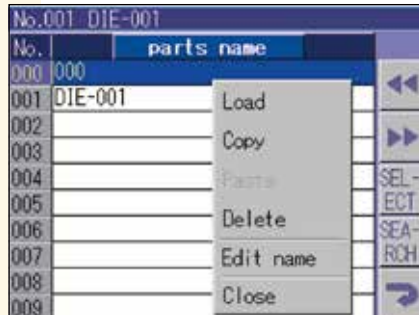 No.001 DIE-001
No. parts name
000 000
001 DIE-001
002
003
004
005
006
007
008
009
Load
Copy
Paste
Delete
Edit name
Close
SEL-
ECT
SEA-
RCH